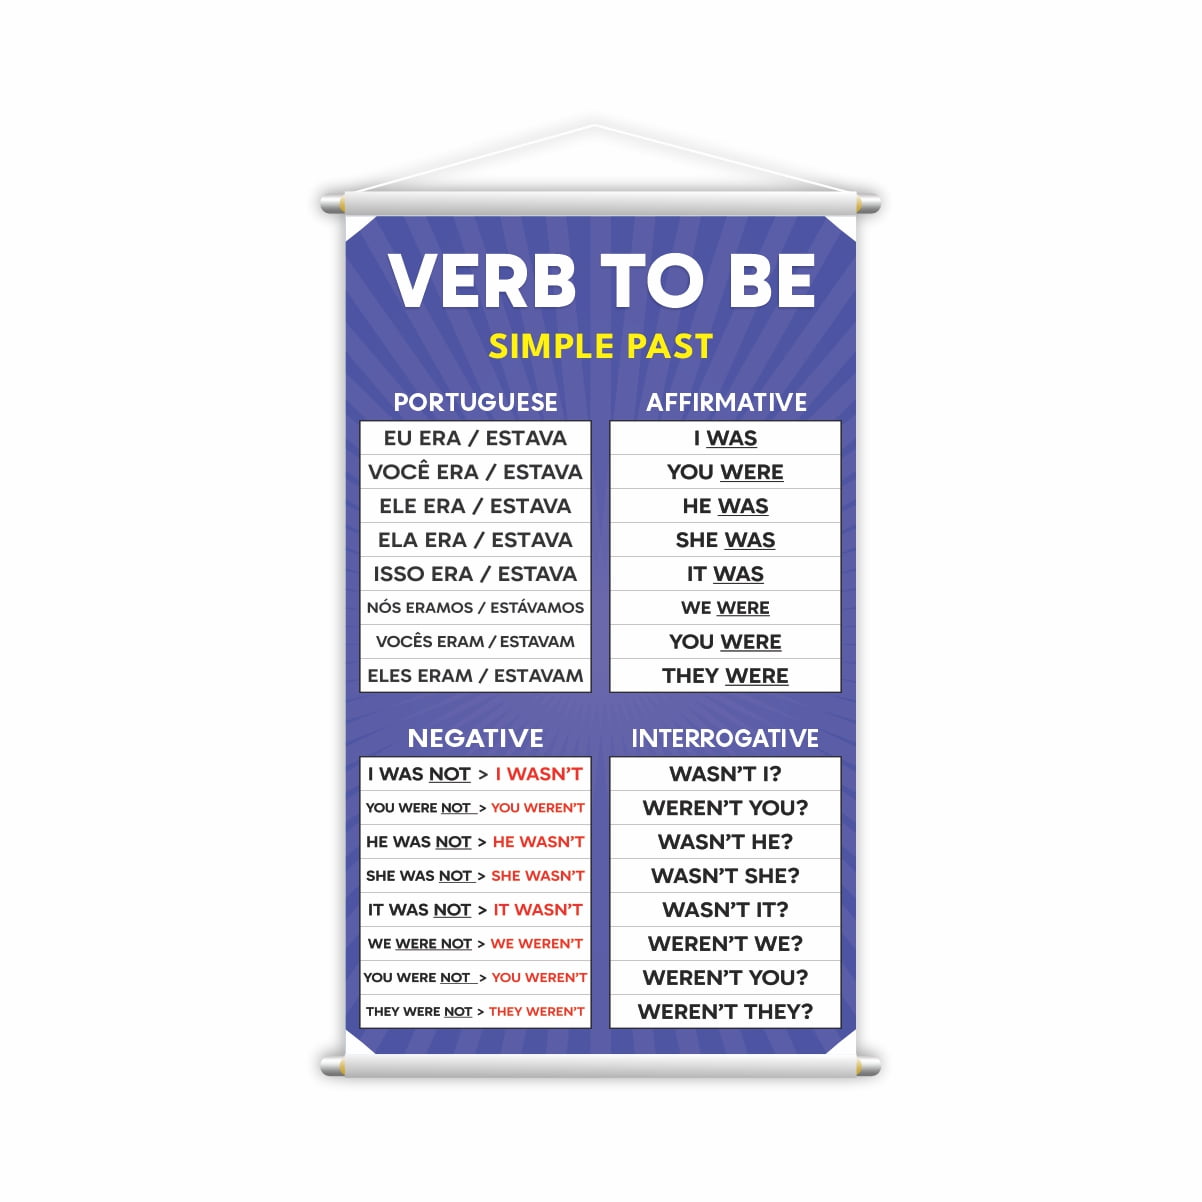 VERB TO BE
SIMPLE PAST
PORTUGUESE
EU ERA / ESTAVA
VOCÊ ERA / ESTAVA
ELE ERA / ESTAVA
ELA ERA / ESTAVA
ISSO ERA / ESTAVA
NÓS ERAMOS / ESTÁVAMOS
VOCÊS ERAM / ESTAVAM
ELES ERAM / ESTAVAM
AFFIRMATIVE
I WAS
YOU WERE
HE WAS
SHE WAS
IT WAS
WE WERE
YOU WERE
THEY WERE
NEGATIVE
I WAS NOT > I WASN'T
YOU WERE NOT > YOU WEREN'T
HE WAS NOT > HE WASN'T
SHE WAS NOT > SHE WASN'T
IT WAS NOT > IT WASN'T
WE WERE NOT > WE WEREN'T
YOU WERE NOT > YOU WEREN'T
THEY WERE NOT > THEY WEREN'T
INTERROGATIVE
WASN'T I?
WEREN'T YOU?
WASN'T HE?
WASN'T SHE?
WASN'T IT?
WEREN'T WE?
WEREN'T YOU?
WEREN'T THEY?